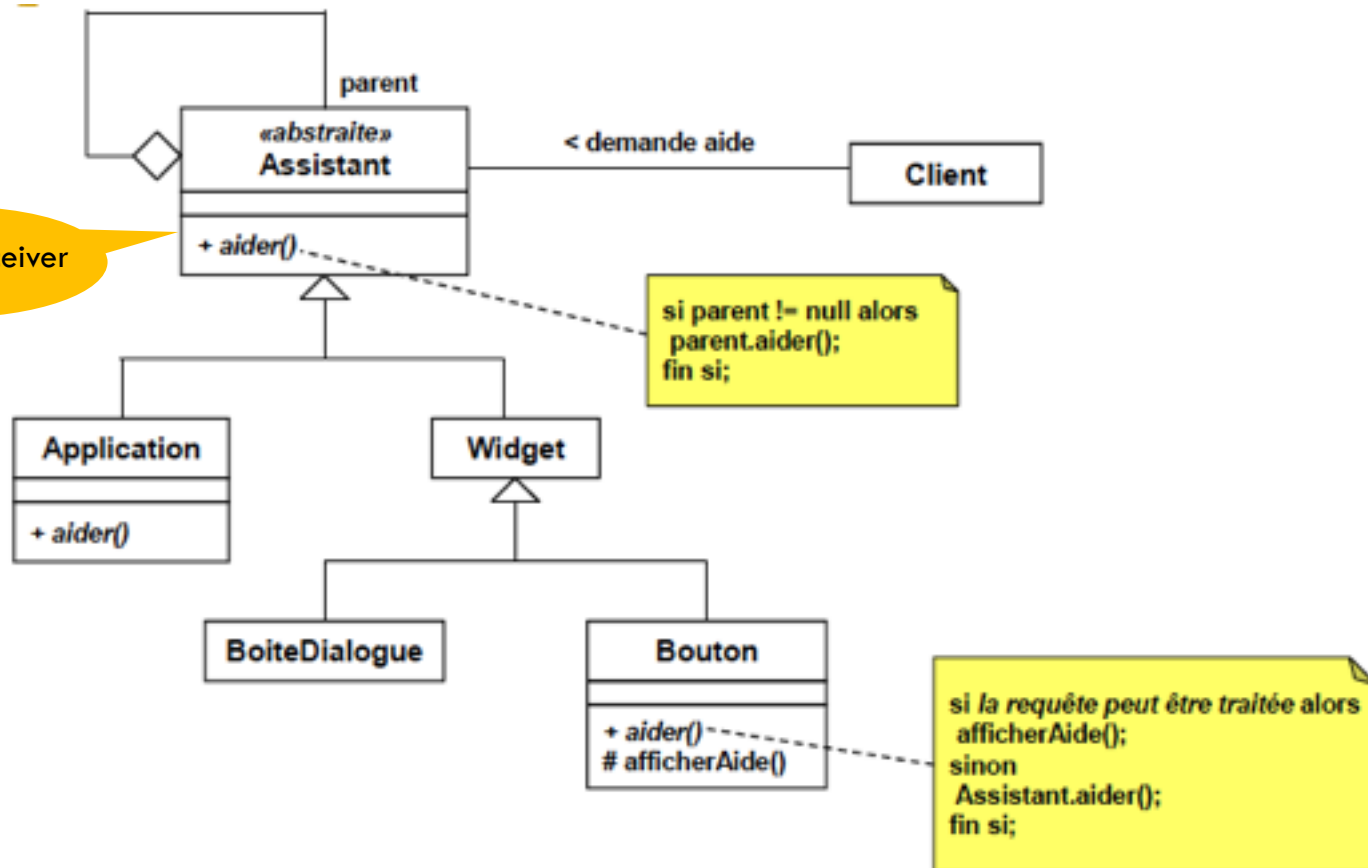 parent
«abstraite»
Assistant
+ aider()
< demande aide
Client
eiver
si parent != null alors
parent.aider();
fin si;
Application
+ aider()
Widget
BoiteDialogue
Bouton
+ aider()
# afficherAide()
si la requête peut être traitée alors
afficherAide();
sinon
Assistant.aider();
fin si;